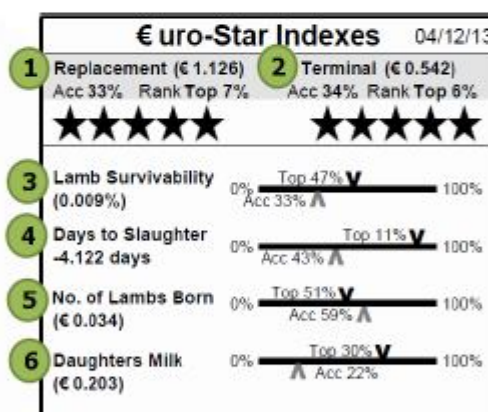 € uro-Star Indexes 04/12/13
1 Replacement (€ 1.126) 2 Terminal (€ 0.542)
Acc 33% Rank Top 7% Acc 34% Rank Top 6%
3 Lamb Survivability
(0.009%)
0% Top 47% 100%
Acc 33%
4 Days to Slaughter
-4.122 days
0% Top 11% 100%
Acc 43%
5 No. of Lambs Born
(€ 0.034)
0% Top 51% 100%
Acc 59%
6 Daughters Milk
(€ 0.203)
0% Top 30% 100%
Acc 22%